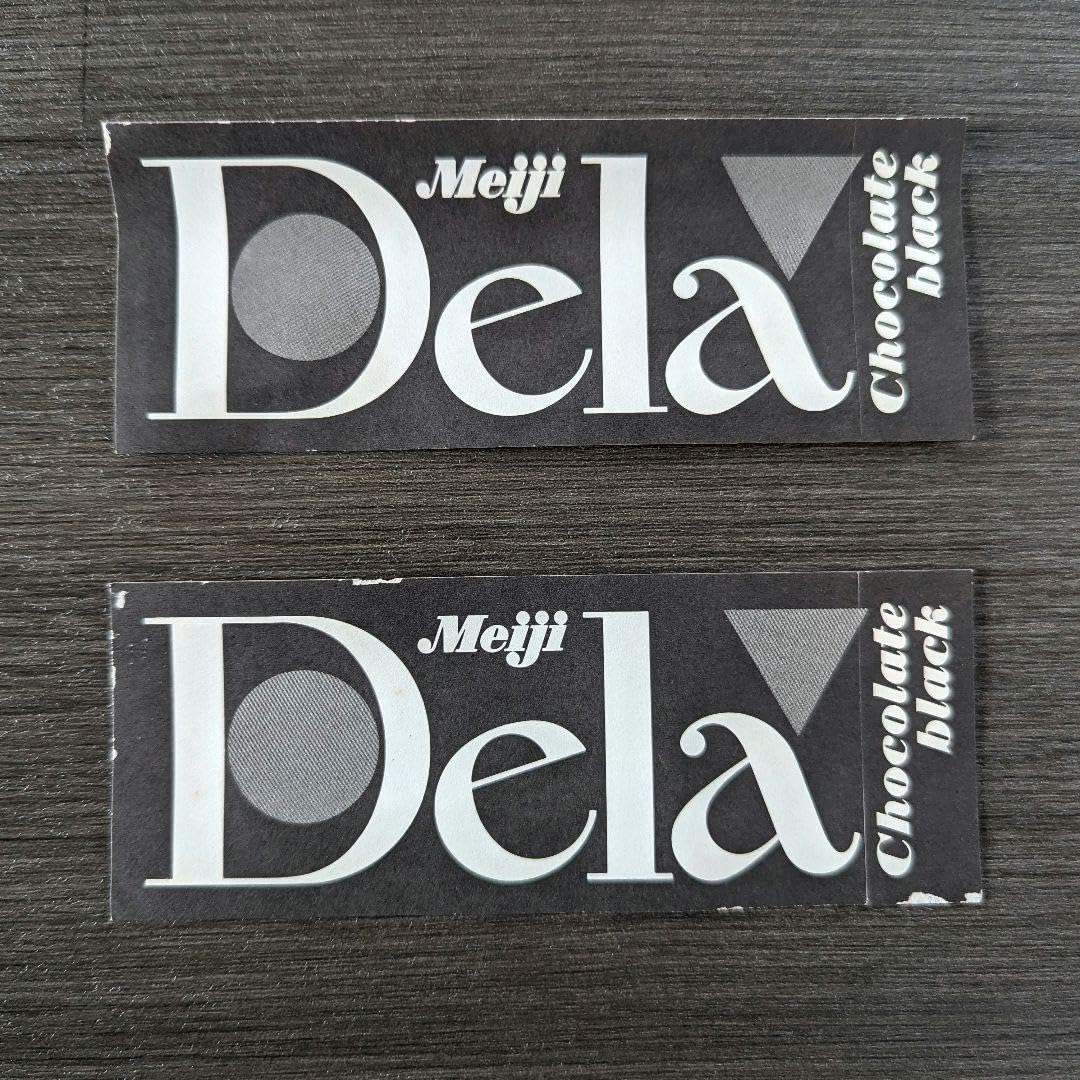 Meiji
Dela
Chocolate
black
Meiji
Dela
Chocolate
black